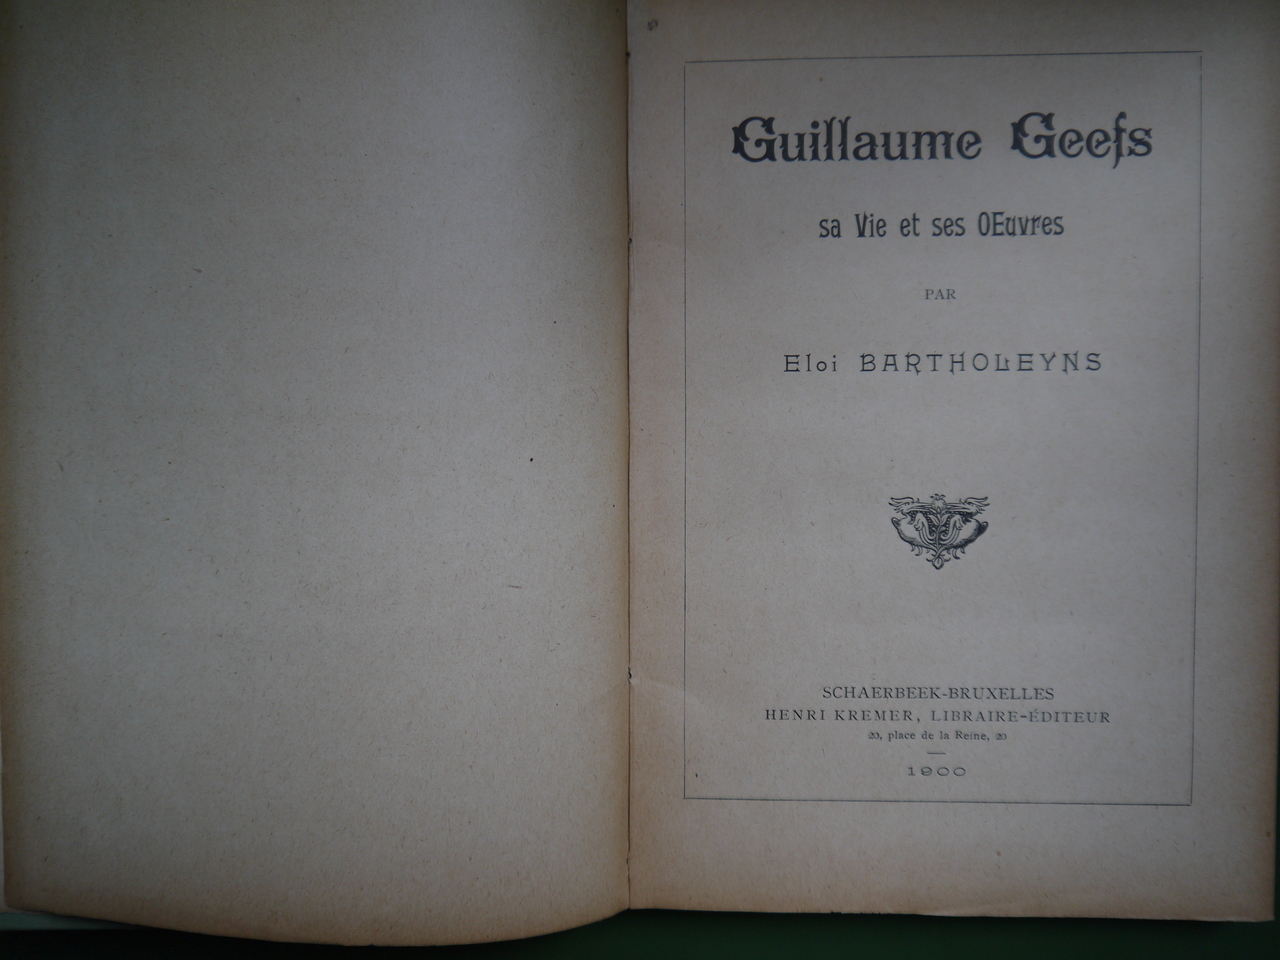 Guillaume Geefs
sa Vie et ses OEuvres
PAR
Eloi BARTHOLEYNS
SCHAERBEEK-BRUXELLES
HENRI KREMER, LIBRAIRE-ÉDITEUR
20, place de la Reine, 20
1900